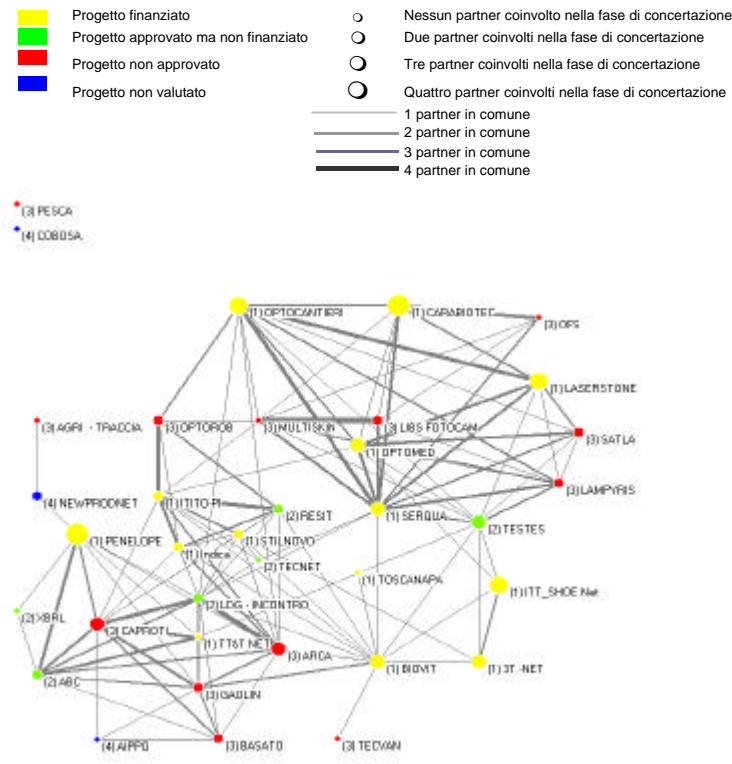 Progetto finanziato
Progetto approvato ma non finanziato
Progetto non approvato
Progetto non valutato
Nessun partner coinvolto nella fase di concertazione
Due partner coinvolti nella fase di concertazione
Tre partner coinvolti nella fase di concertazione
Quattro partner coinvolti nella fase di concertazione
1 partner in comune
2 partner in comune
3 partner in comune
4 partner in comune
(3) PESCA
(4) COBOSA
(1) OPTOCANTIERI
(1) CARABIOTEC
(3) OFS
(1) LASERSTONE
(3) AGRI - TRACCIA
(3) OPTOROB
(3) MULTISKIN
(3) LIBS FOTOCAM
(3) SATLA
(1) OPTOMED
(3) LAMPYRIS
(4) NEWPRODNET
(1) ITITO-PI
(2) RESIT
(1) SERQUA
(2) TESTES
(1) PENELOPE
(1) STILNOVO
(1) Indica
(2) TECNET
(1) TOSCANAPA
(1) ITT_SHOE Net
(2) XBRL
(2) LOG - INCONTRO
(3) CAPROTI
(1) TT&T NET
(3) ARCA
(1) BIOVIT
(1) 3T -NET
(2) ABC
(3) GAOLIN
(4) AIPPO
(3) BASATO
(3) TECVAN